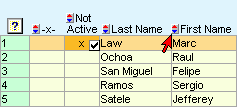 ? -x- Not Active Last Name First Name
1 x Law Marc
2 Ochoa Raul
3 San Miguel Felipe
4 Ramos Sergio
5 Satele Jefferey